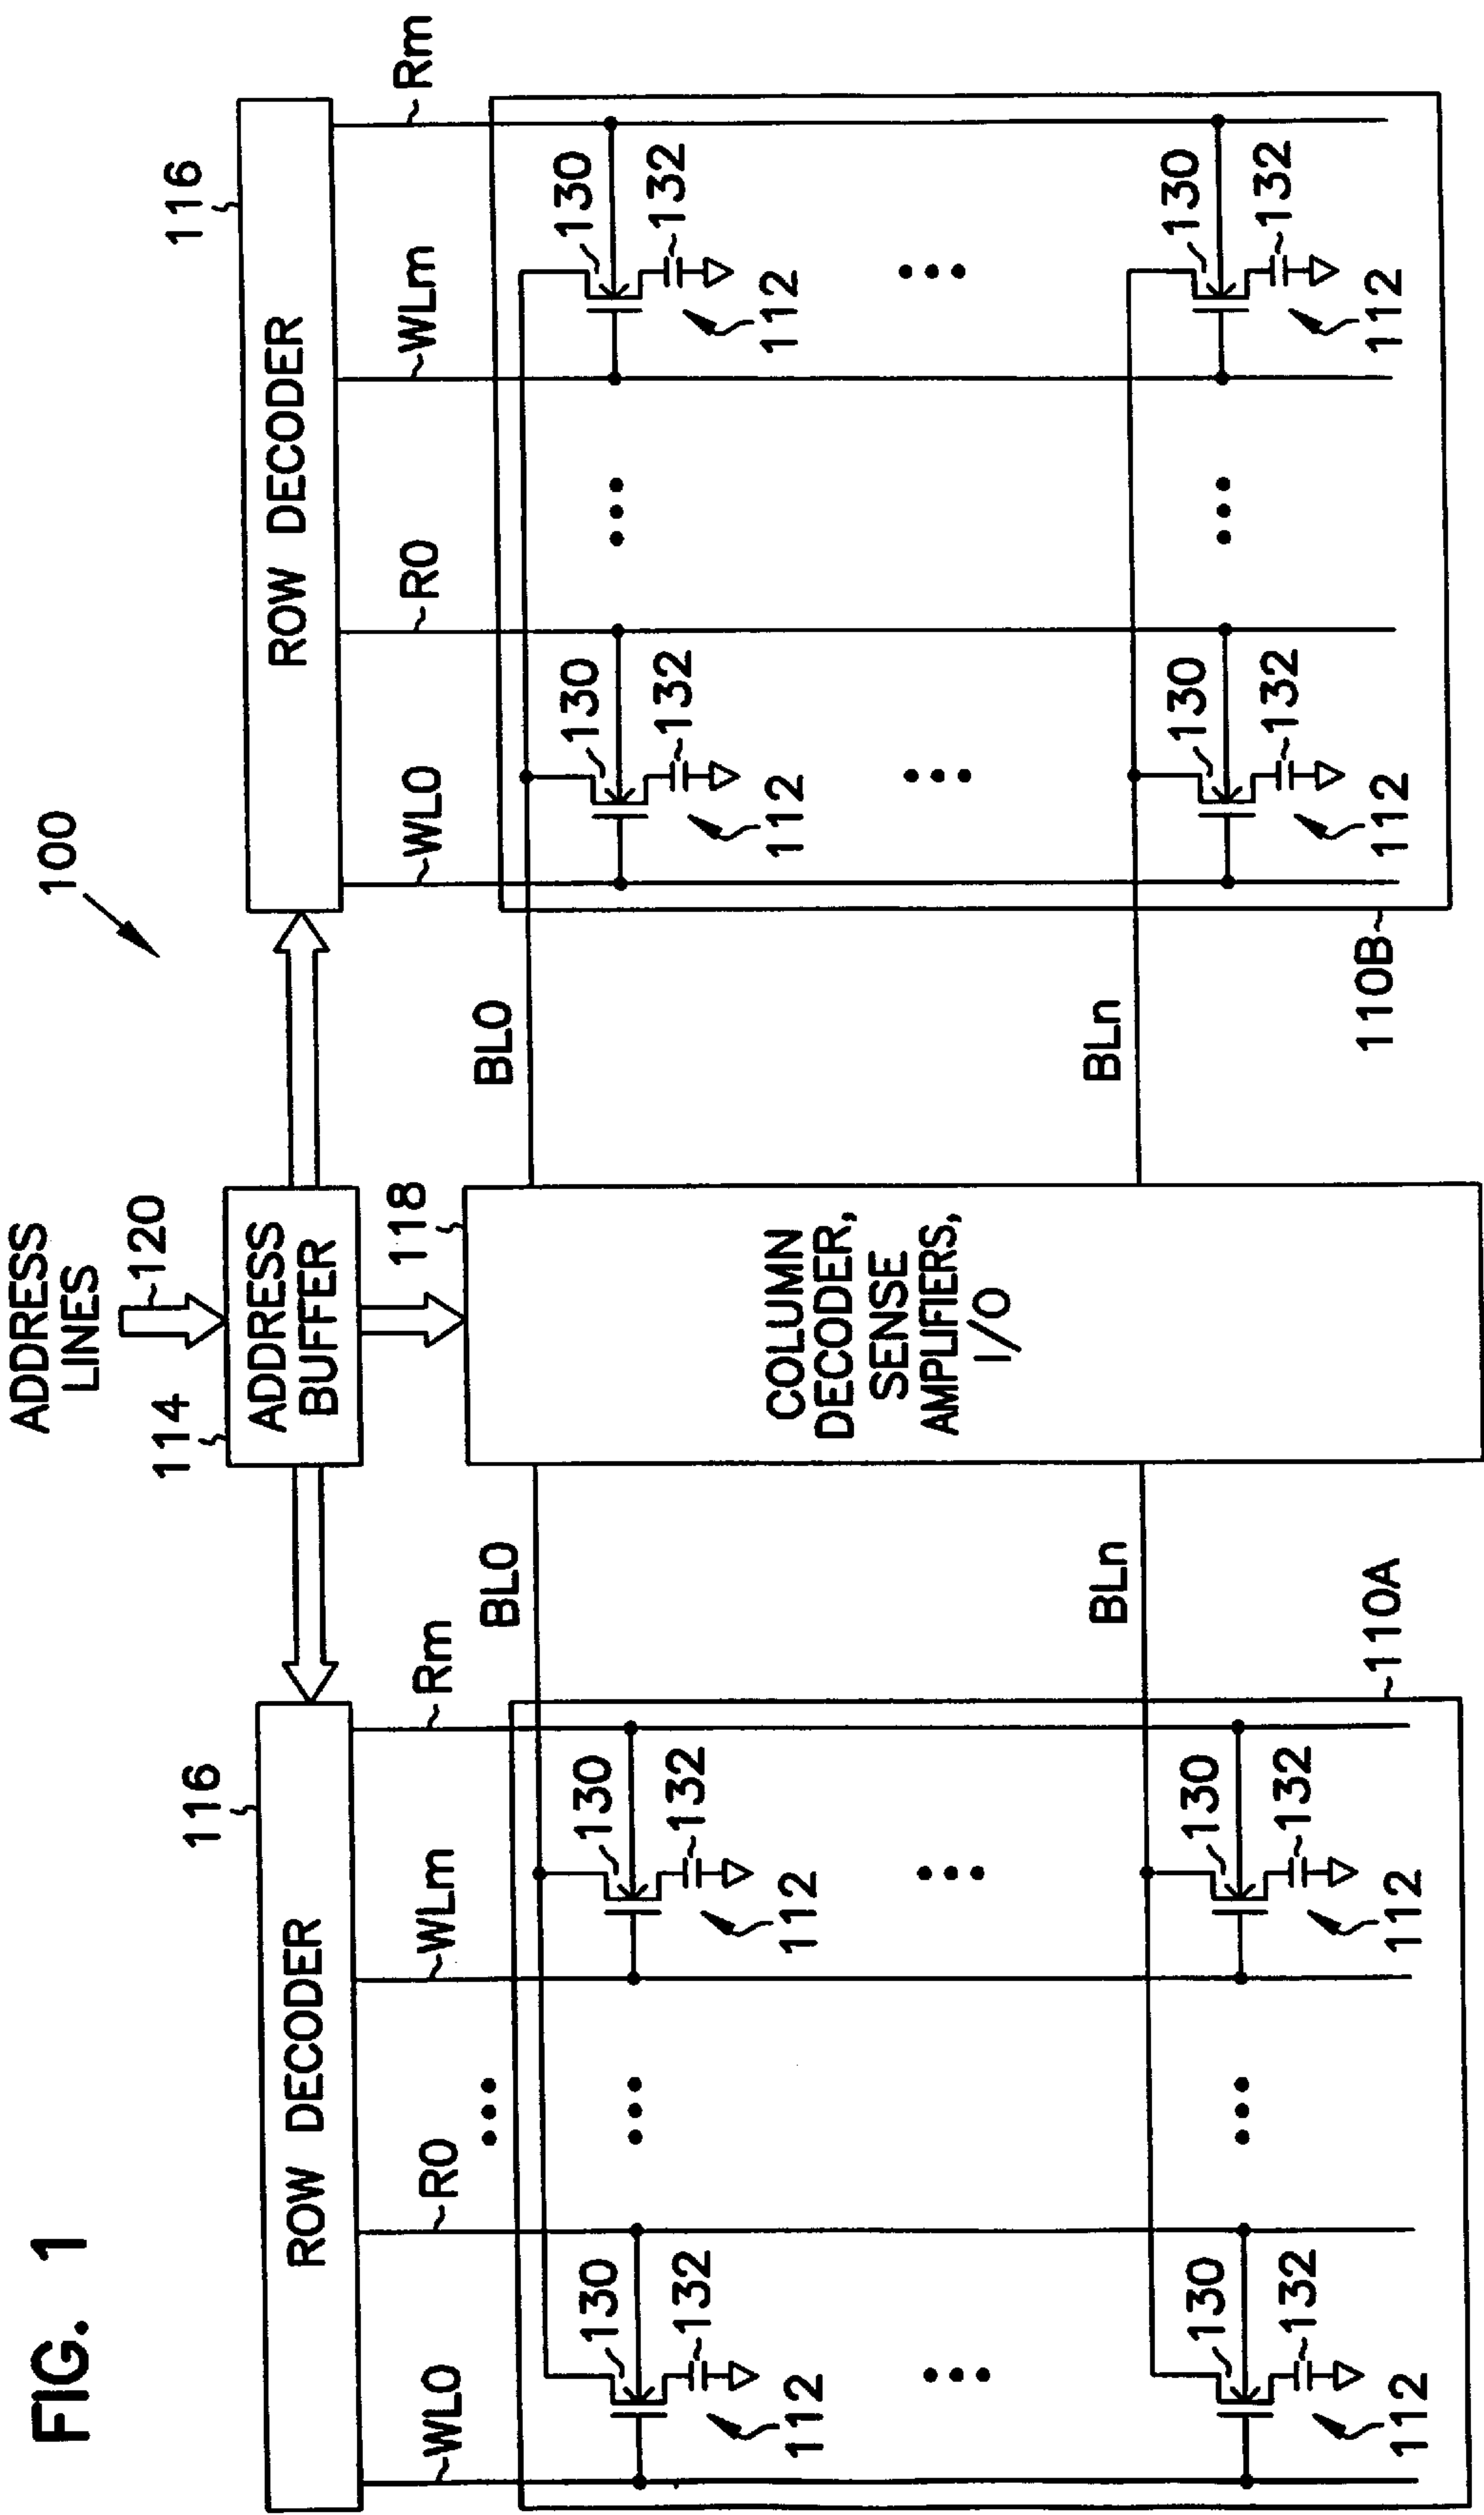 FIG. 1
100
ADDRESS
LINES
120
114
ADDRESS
BUFFER
116
ROW DECODER
116
ROW DECODER
118
COLUMN
DECODER,
SENSE
AMPLIFIERS,
I/O
WL0
R0
WLm
Rm
BL0
BL0
WL0
R0
WLm
Rm
130
132
112
130
132
112
130
132
112
130
132
112
BLn
BLn
130
132
112
130
132
112
130
132
112
130
132
112
110A
110B